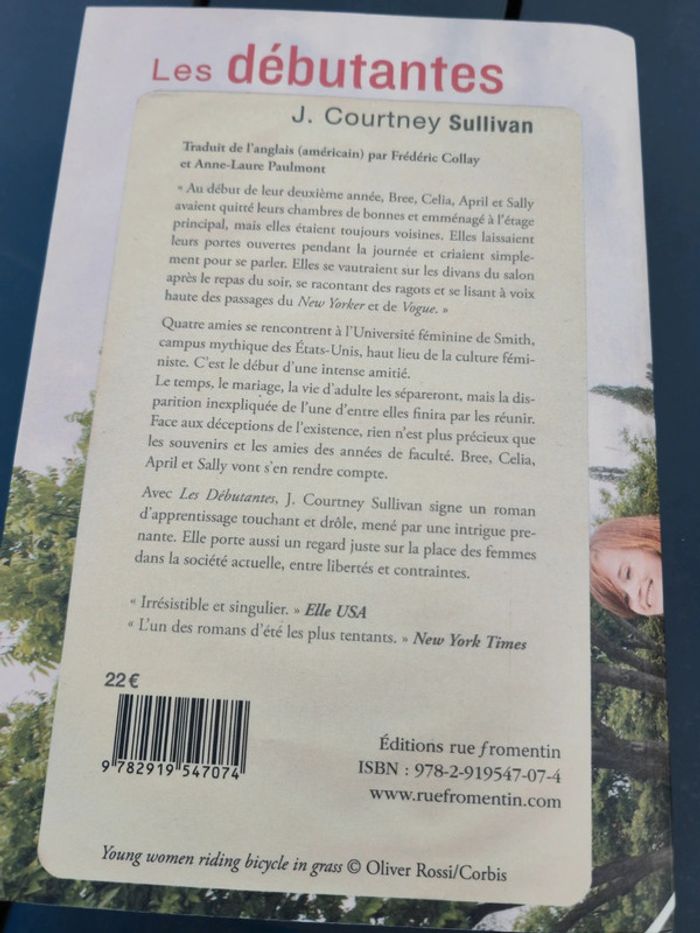 Les débutantes
J. Courtney Sullivan
Traduit de l'anglais (américain) par Frédéric Collay
et Anne-Laure Paulmont
« Au début de leur deuxième année, Bree, Celia, April et Sally
avaient quitté leurs chambres de bonnes et emménagé à l'étage
principal, mais elles étaient toujours voisines. Elles laissaient
leurs portes ouvertes pendant la journée et criaient simple-
ment pour se parler. Elles se vautraient sur les divans du salon
après le repas du soir, se racontant des ragots et se lisant à voix
haute des passages du New Yorker et de Vogue. »
Quatre amies se rencontrent à l'Université féminine de Smith,
campus mythique des États-Unis, haut lieu de la culture fémi-
niste. C'est le début d'une intense amitié.
Le temps, le mariage, la vie d'adulte les sépareront, mais la dis-
parition inexpliquée de l'une d'entre elles finira par les réunir.
Face aux déceptions de l'existence, rien n'est plus précieux que
les souvenirs et les amies des années de faculté. Bree, Celia,
April et Sally vont s'en rendre compte.
Avec Les Débutantes, J. Courtney Sullivan signe un roman
d'apprentissage touchant et drôle, mené par une intrigue pre-
nante. Elle porte aussi un regard juste sur la place des femmes
dans la société actuelle, entre libertés et contraintes.
« Irrésistible et singulier. » Elle USA
« L'un des romans d'été les plus tentants. » New York Times
22 €
9 782919 547074
Éditions rue fromentin
ISBN : 978-2-919547-07-4
www.ruefromentin.com
Young women riding bicycle in grass © Oliver Rossi/Corbis